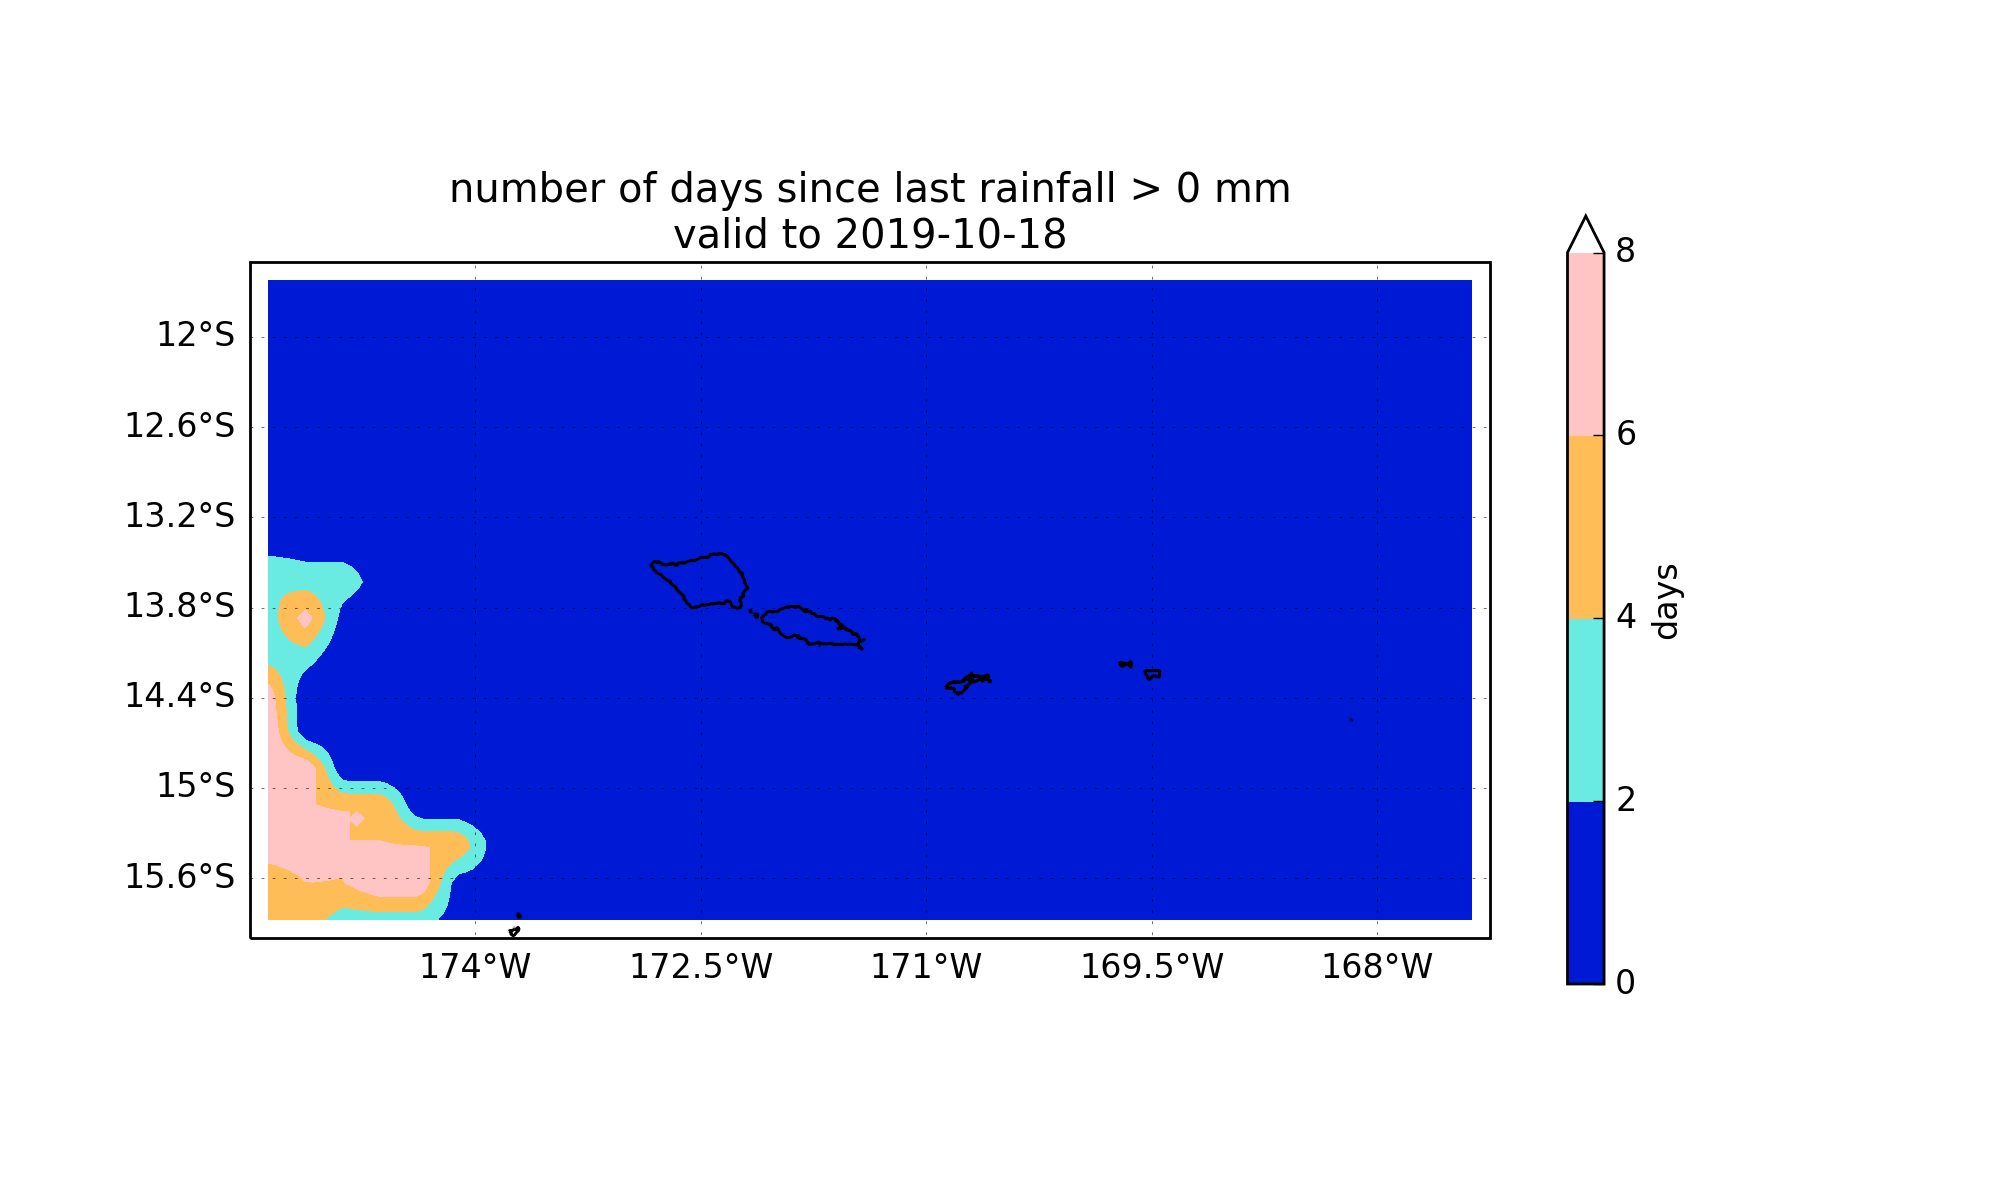 number of days since last rainfall > 0 mm
valid to 2019-10-18
12°S
12.6°S
13.2°S
13.8°S
14.4°S
15°S
15.6°S
174°W
172.5°W
171°W
169.5°W
168°W
8
6
4
2
0
days